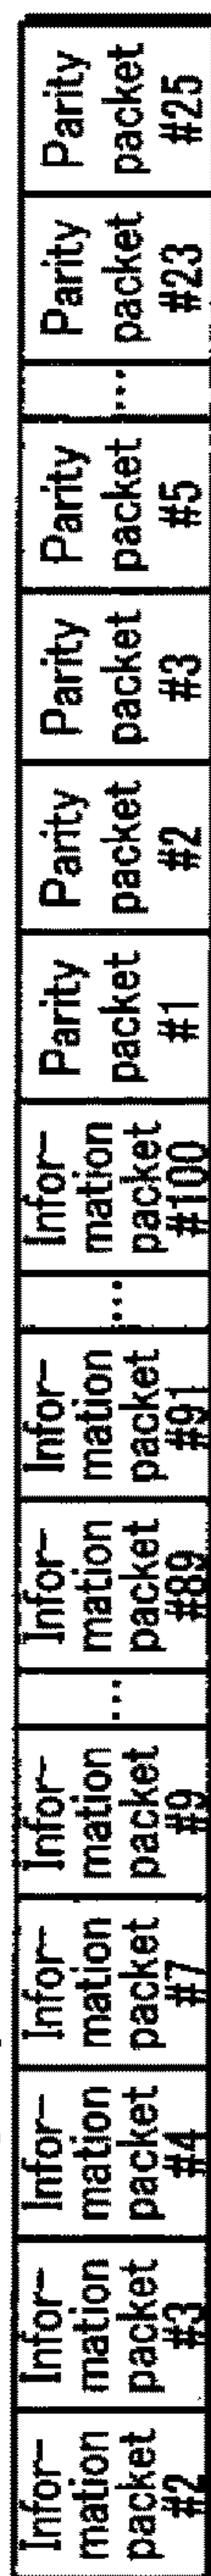 Infor-
mation
packet
#2
Infor-
mation
packet
#3
Infor-
mation
packet
#4
Infor-
mation
packet
#7
Infor-
mation
packet
#9
...
Infor-
mation
packet
#89
Infor-
mation
packet
#91
...
Infor-
mation
packet
#100
Parity
packet
#1
Parity
packet
#2
Parity
packet
#3
Parity
packet
#5
...
Parity
packet
#23
Parity
packet
#25